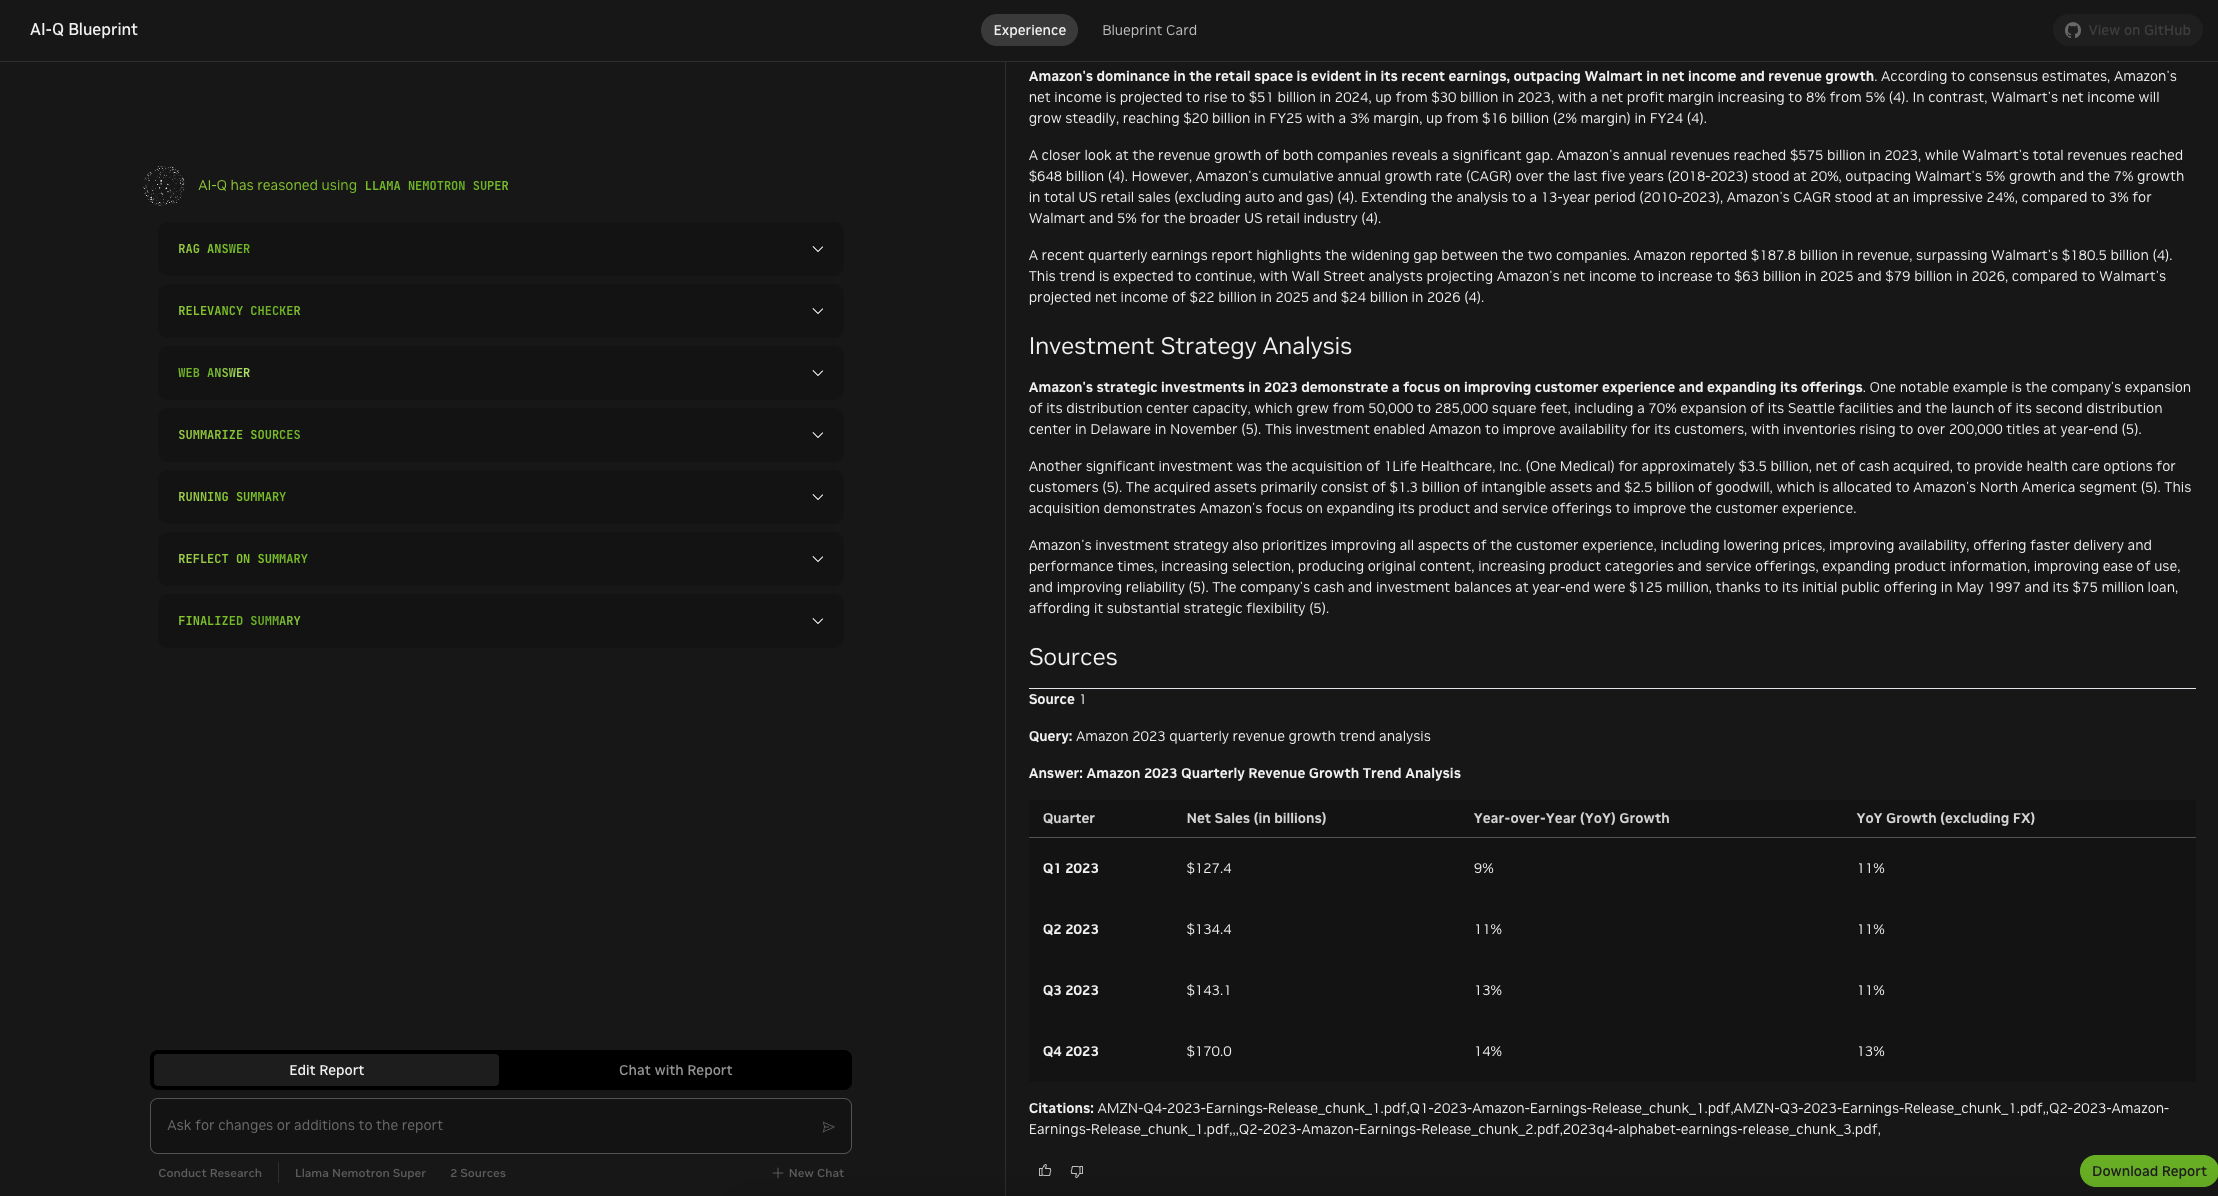 AI-Q Blueprint
Experience
Blueprint Card
View on GitHub
AI-Q has reasoned using LLAMA NEMOTRON SUPER
RAG ANSWER
RELEVANCY CHECKER
WEB ANSWER
SUMMARIZE SOURCES
RUNNING SUMMARY
REFLECT ON SUMMARY
FINALIZED SUMMARY
Edit Report
Chat with Report
Ask for changes or additions to the report
Conduct Research
Llama Nemotron Super
2 Sources
New Chat
Amazon's dominance in the retail space is evident in its recent earnings, outpacing Walmart in net income and revenue growth. According to consensus estimates, Amazon's
net income is projected to rise to $51 billion in 2024, up from $30 billion in 2023, with a net profit margin increasing to 8% from 5% (4). In contrast, Walmart's net income will
grow steadily, reaching $20 billion in FY25 with a 3% margin, up from $16 billion (2% margin) in FY24 (4).
A closer look at the revenue growth of both companies reveals a significant gap. Amazon's annual revenues reached $575 billion in 2023, while Walmart's total revenues reached
$648 billion (4). However, Amazon's cumulative annual growth rate (CAGR) over the last five years (2018-2023) stood at 20%, outpacing Walmart's 5% growth and the 7% growth
in total US retail sales (excluding auto and gas) (4). Extending the analysis to a 13-year period (2010-2023), Amazon's CAGR stood at an impressive 24%, compared to 3% for
Walmart and 5% for the broader US retail industry (4).
A recent quarterly earnings report highlights the widening gap between the two companies. Amazon reported $187.8 billion in revenue, surpassing Walmart's $180.5 billion (4).
This trend is expected to continue, with Wall Street analysts projecting Amazon's net income to increase to $63 billion in 2025 and $79 billion in 2026, compared to Walmart's
projected net income of $22 billion in 2025 and $24 billion in 2026 (4).
Investment Strategy Analysis
Amazon's strategic investments in 2023 demonstrate a focus on improving customer experience and expanding its offerings. One notable example is the company's expansion
of its distribution center capacity, which grew from 50,000 to 285,000 square feet, including a 70% expansion of its Seattle facilities and the launch of its second distribution
center in Delaware in November (5). This investment enabled Amazon to improve availability for its customers, with inventories rising to over 200,000 titles at year-end (5).
Another significant investment was the acquisition of 1Life Healthcare, Inc. (One Medical) for approximately $3.5 billion, net of cash acquired, to provide health care options for
customers (5). The acquired assets primarily consist of $1.3 billion of intangible assets and $2.5 billion of goodwill, which is allocated to Amazon's North America segment (5). This
acquisition demonstrates Amazon's focus on expanding its product and service offerings to improve the customer experience.
Amazon's investment strategy also prioritizes improving all aspects of the customer experience, including lowering prices, improving availability, offering faster delivery and
performance times, increasing selection, producing original content, increasing product categories and service offerings, expanding product information, improving ease of use,
and improving reliability (5). The company's cash and investment balances at year-end were $125 million, thanks to its initial public offering in May 1997 and its $75 million loan,
affording it substantial strategic flexibility (5).
Sources
Source 1
Query: Amazon 2023 quarterly revenue growth trend analysis
Answer: Amazon 2023 Quarterly Revenue Growth Trend Analysis
Quarter Net Sales (in billions) Year-over-Year (YoY) Growth YoY Growth (excluding FX)
Q1 2023 $127.4 9% 11%
Q2 2023 $134.4 11% 11%
Q3 2023 $143.1 13% 11%
Q4 2023 $170.0 14% 13%
Citations: AMZN-Q4-2023-Earnings-Release_chunk_1.pdf,Q1-2023-Amazon-Earnings-Release_chunk_1.pdf,AMZN-Q3-2023-Earnings-Release_chunk_1.pdf,,Q2-2023-Amazon-
Earnings-Release_chunk_1.pdf,,,Q2-2023-Amazon-Earnings-Release_chunk_2.pdf,2023q4-alphabet-earnings-release_chunk_3.pdf,
Download Report